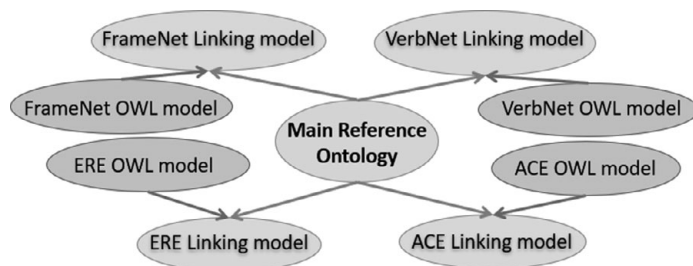 FrameNet Linking model
VerbNet Linking model
FrameNet OWL model
VerbNet OWL model
Main Reference
Ontology
ERE OWL model
ACE OWL model
ERE Linking model
ACE Linking model